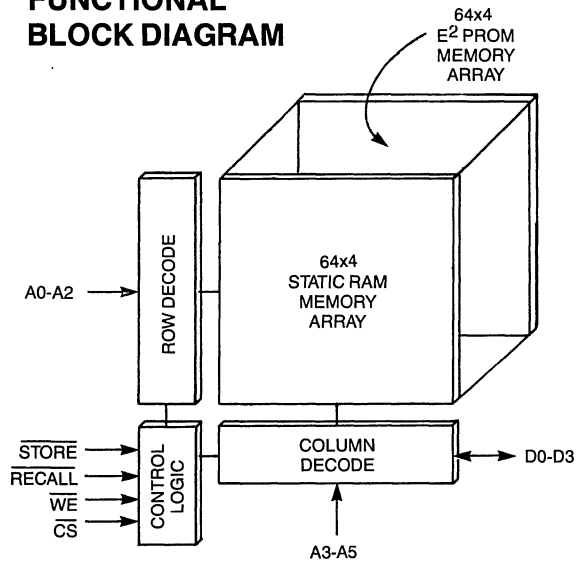 FUNCTIONAL
BLOCK DIAGRAM
64x4
E² PROM
MEMORY
ARRAY
ROW DECODE
64x4
STATIC RAM
MEMORY
ARRAY
A0-A2
STORE
RECALL
WE
CS
CONTROL
LOGIC
COLUMN
DECODE
D0-D3
A3-A5